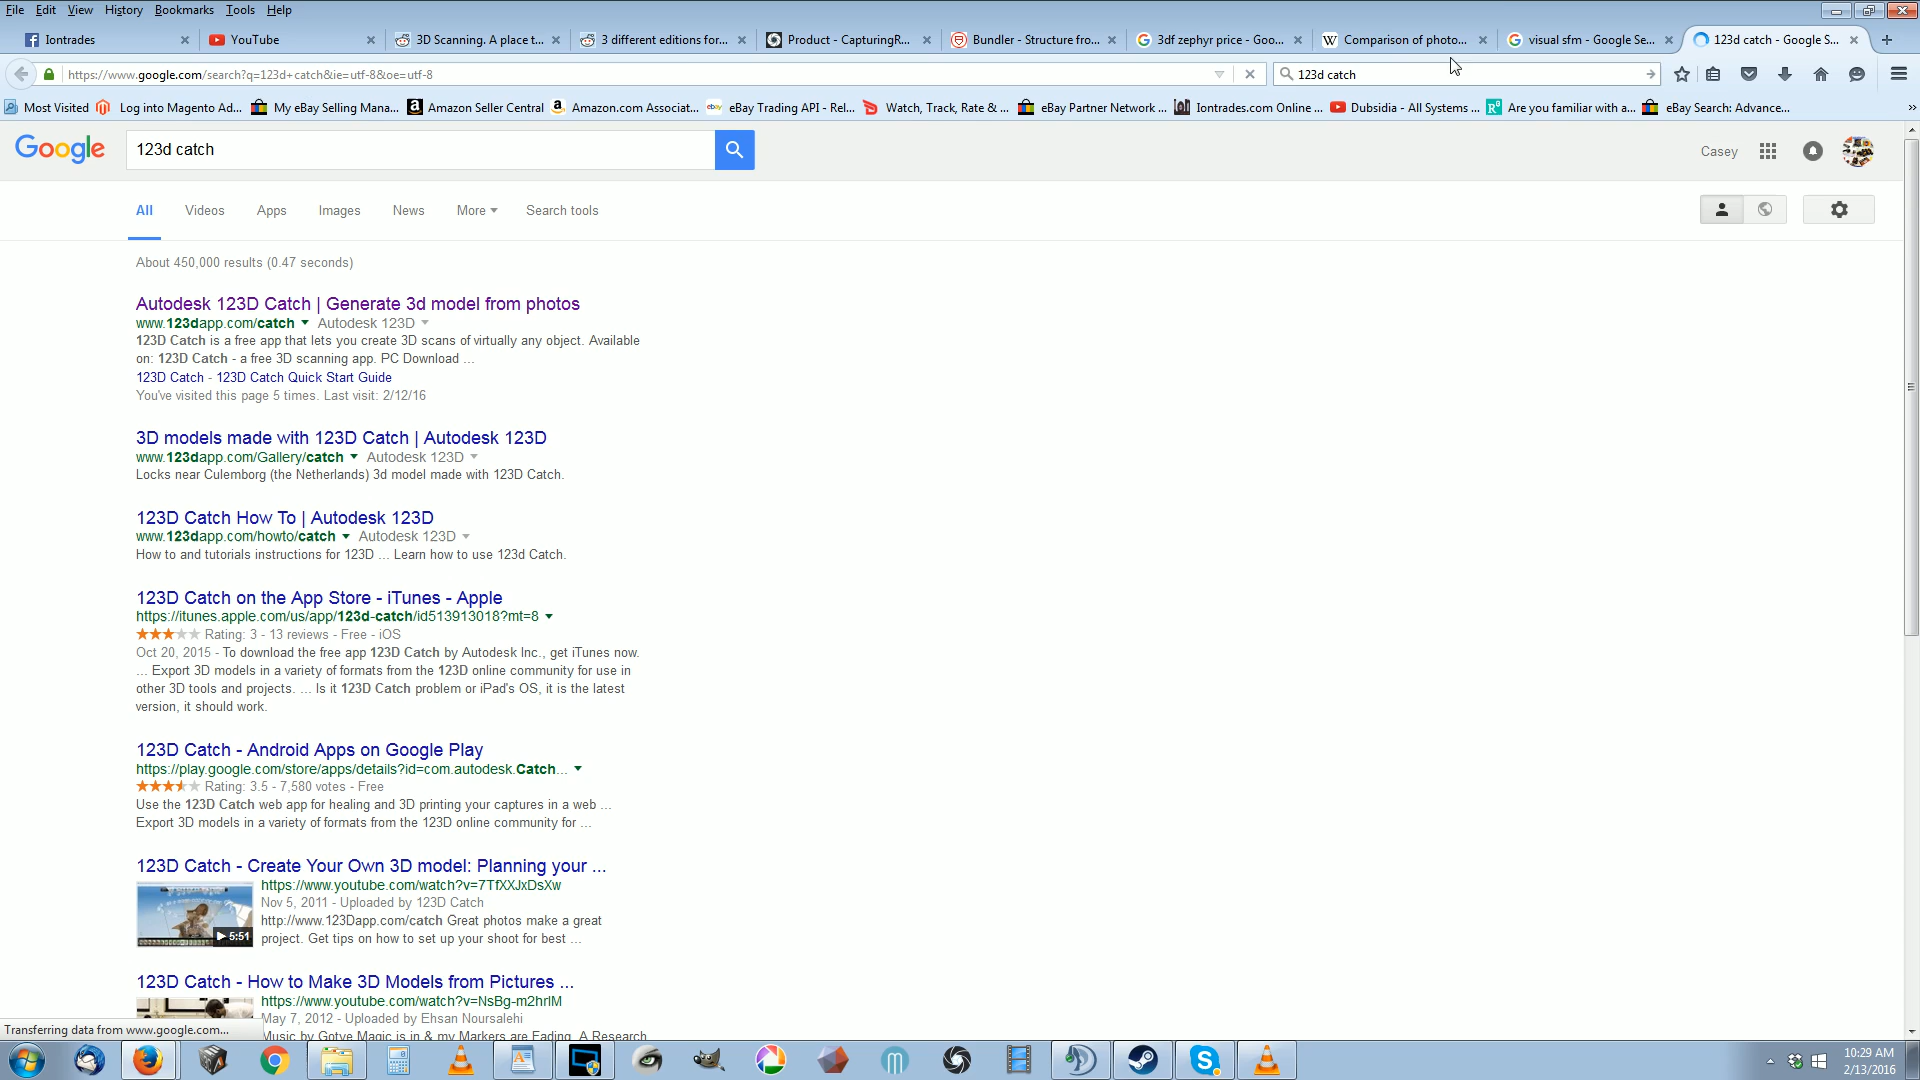 File Edit View History Bookmarks Tools Help
Iontrades
YouTube
3D Scanning. A place t...
3 different editions for...
Product - CapturingR...
Bundler - Structure fro...
3df zephyr price - Goo...
Comparison of photo...
visual sfm - Google Se...
123d catch - Google S...
https://www.google.com/search?q=123d+catch&ie=utf-8&oe=utf-8
123d catch
Most Visited
Log into Magento Ad...
My eBay Selling Mana...
Amazon Seller Central
Amazon.com Associat...
eBay Trading API - Rel...
Watch, Track, Rate & ...
eBay Partner Network ...
Iontrades.com Online ...
Dubsidia - All Systems ...
Are you familiar with a...
eBay Search: Advance...
Google
123d catch
Casey
All Videos Apps Images News More Search tools
About 450,000 results (0.47 seconds)
Autodesk 123D Catch | Generate 3d model from photos
www.123dapp.com/catch Autodesk 123D
123D Catch is a free app that lets you create 3D scans of virtually any object. Available
on: 123D Catch - a free 3D scanning app. PC Download ...
123D Catch - 123D Catch Quick Start Guide
You've visited this page 5 times. Last visit: 2/12/16
3D models made with 123D Catch | Autodesk 123D
www.123dapp.com/Gallery/catch Autodesk 123D
Locks near Culemborg (the Netherlands) 3d model made with 123D Catch.
123D Catch How To | Autodesk 123D
www.123dapp.com/howto/catch Autodesk 123D
How to and tutorials instructions for 123D ... Learn how to use 123d Catch.
123D Catch on the App Store - iTunes - Apple
https://itunes.apple.com/us/app/123d-catch/id513913018?mt=8
Rating: 3 - 13 reviews - Free - iOS
Oct 20, 2015 - To download the free app 123D Catch by Autodesk Inc., get iTunes now.
... Export 3D models in a variety of formats from the 123D online community for use in
other 3D tools and projects. ... Is it 123D Catch problem or iPad's OS, it is the latest
version, it should work.
123D Catch - Android Apps on Google Play
https://play.google.com/store/apps/details?id=com.autodesk.Catch...
Rating: 3.5 - 7,580 votes - Free
Use the 123D Catch web app for healing and 3D printing your captures in a web ...
Export 3D models in a variety of formats from the 123D online community for ...
123D Catch - Create Your Own 3D model: Planning your ...
https://www.youtube.com/watch?v=7TfXXJxDsXw
Nov 5, 2011 - Uploaded by 123D Catch
http://www.123Dapp.com/catch Great photos make a great
project. Get tips on how to set up your shoot for best ...
5:51
123D Catch - How to Make 3D Models from Pictures ...
https://www.youtube.com/watch?v=NsBg-m2hrIM
May 7, 2012 - Uploaded by Ehsan Noursalehi
Music by Gotye Magic is in & my Markers are Fading. A Research
Transferring data from www.google.com...
10:29 AM
2/13/2016